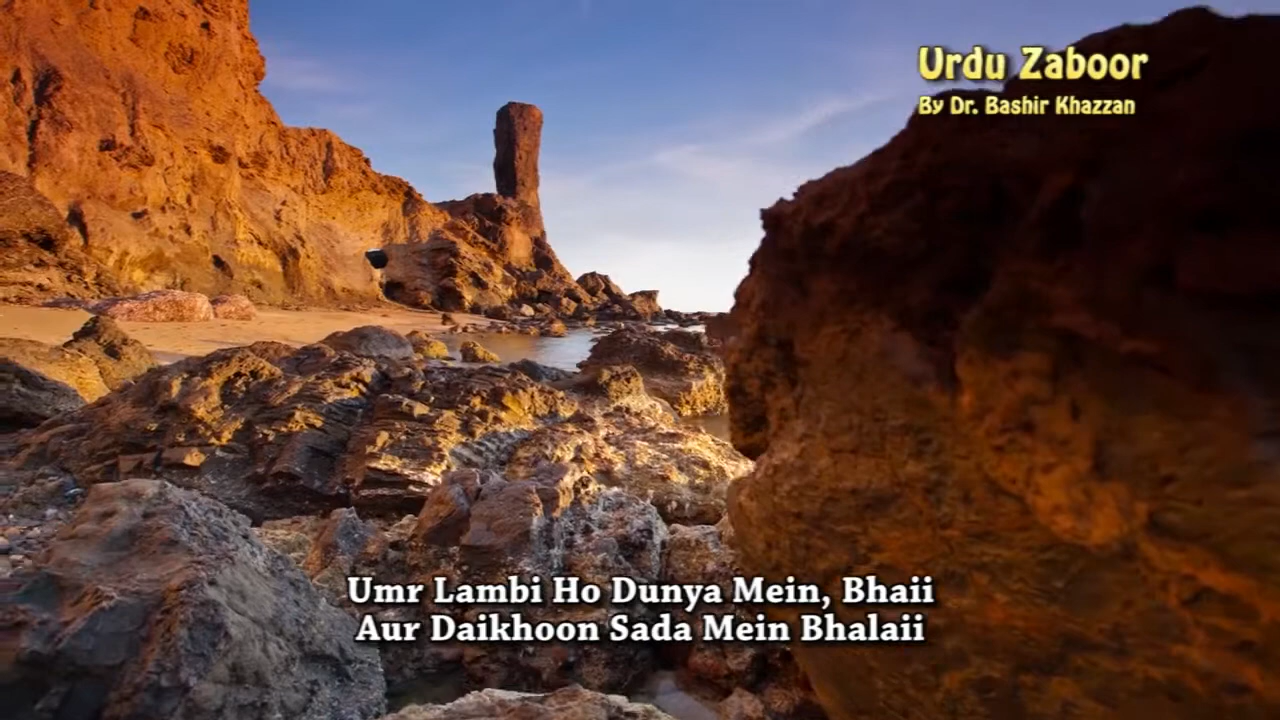 Urdu Zaboor
By Dr. Bashir Khazzan
Umr Lambi Ho Dunya Mein, Bhaii
Aur Daikhoon Sada Mein Bhalaii